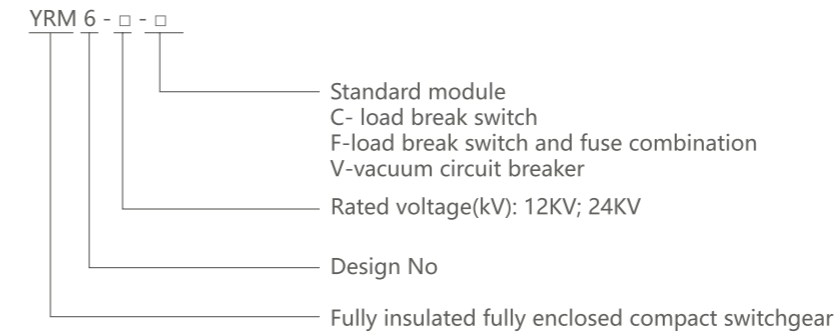 YRM 6 - □ - □
Standard module
C- load break switch
F-load break switch and fuse combination
V-vacuum circuit breaker
Rated voltage(kV): 12KV; 24KV
Design No
Fully insulated fully enclosed compact switchgear